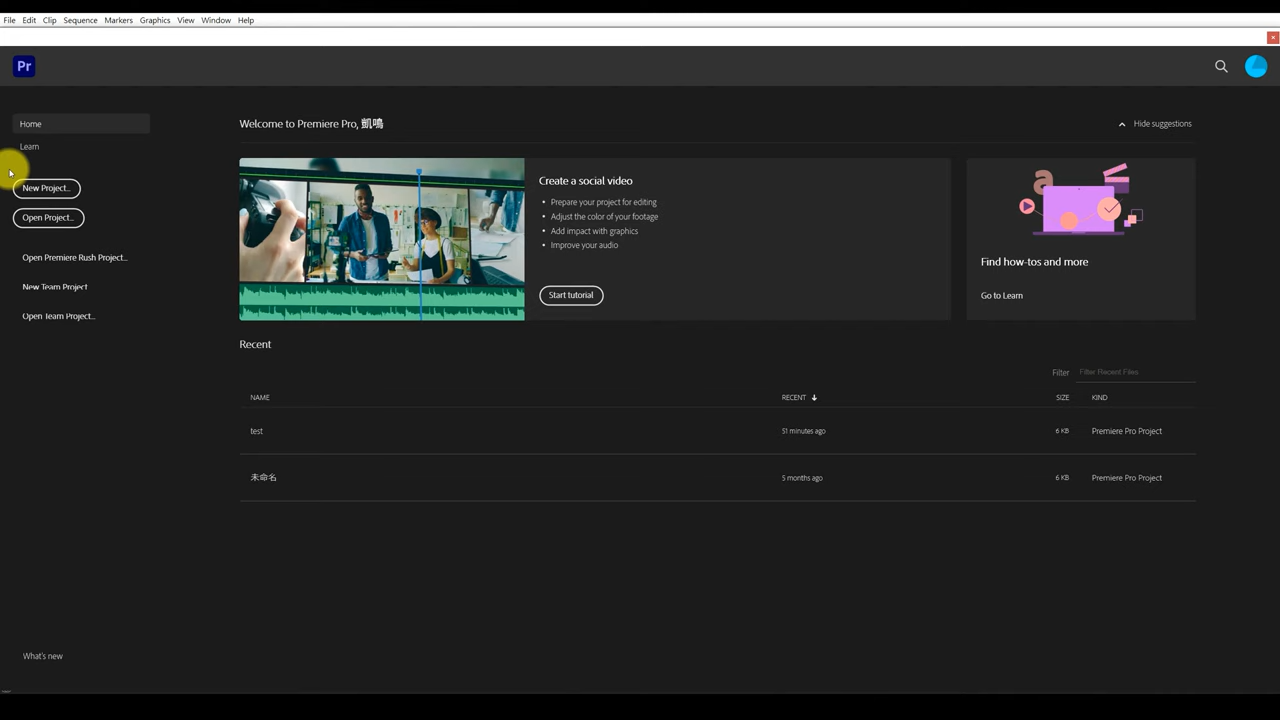 File Edit Clip Sequence Markers Graphics View Window Help
Pr
Home
Learn
New Project...
Open Project...
Open Premiere Rush Project...
New Team Project
Open Team Project...
What's new
Welcome to Premiere Pro, 凱鳴
Hide suggestions
Create a social video
• Prepare your project for editing
• Adjust the color of your footage
• Add impact with graphics
• Improve your audio
Start tutorial
Find how-tos and more
Go to Learn
Recent
Filter Filter Recent Files
NAME RECENT SIZE KIND
test 51 minutes ago 6 KB Premiere Pro Project
未命名 5 months ago 6 KB Premiere Pro Project